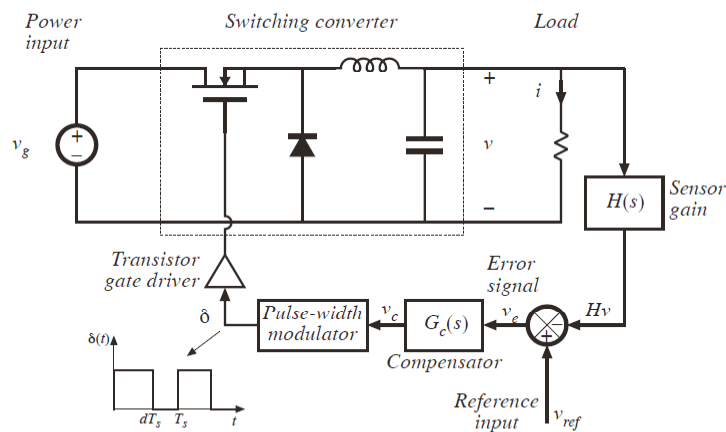 Power
input
Switching converter
Load
+
i
v_g
+
–
v
–
H(s)
Sensor
gain
Transistor
gate driver
Error
signal
δ
Pulse-width
modulator
v_c
G_c(s)
v_e
–
+
Hv
Compensator
δ(t)
dT_s
T_s
t
Reference
input
v_ref